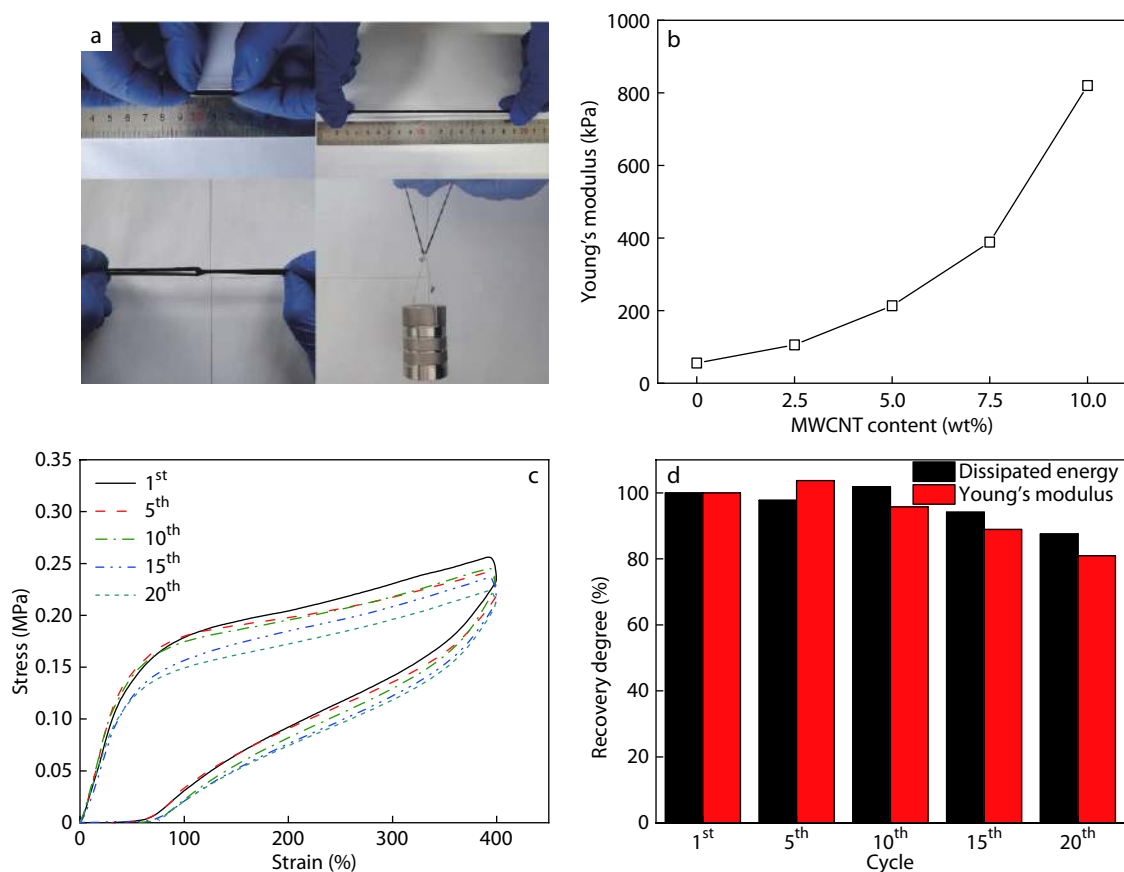 a
b
1000
800
600
400
200
0
Young's modulus (kPa)
0 2.5 5.0 7.5 10.0
MWCNT content (wt%)
c
0.35
0.30
0.25
0.20
0.15
0.10
0.05
0
Stress (MPa)
1st
5th
10th
15th
20th
0 100 200 300 400
Strain (%)
d
Dissipated energy
Young's modulus
100
80
60
40
20
0
Recovery degree (%)
1st 5th 10th 15th 20th
Cycle